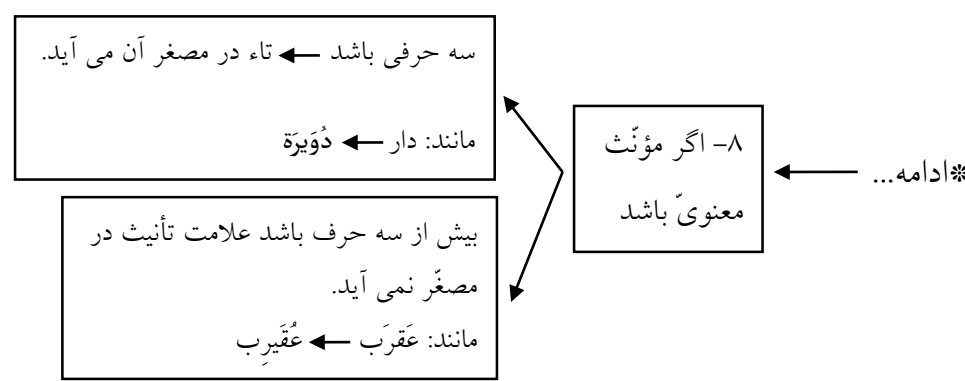 *ادامه...
۸- اگر مؤنّث
معنویّ باشد
سه حرفی باشد ← تاء در مصغر آن می آید.
مانند: دار ← دُوَیرَة
بیش از سه حرف باشد علامت تأنیث در
مصغّر نمی آید.
مانند: عَقرَب ← عُقَیرِب